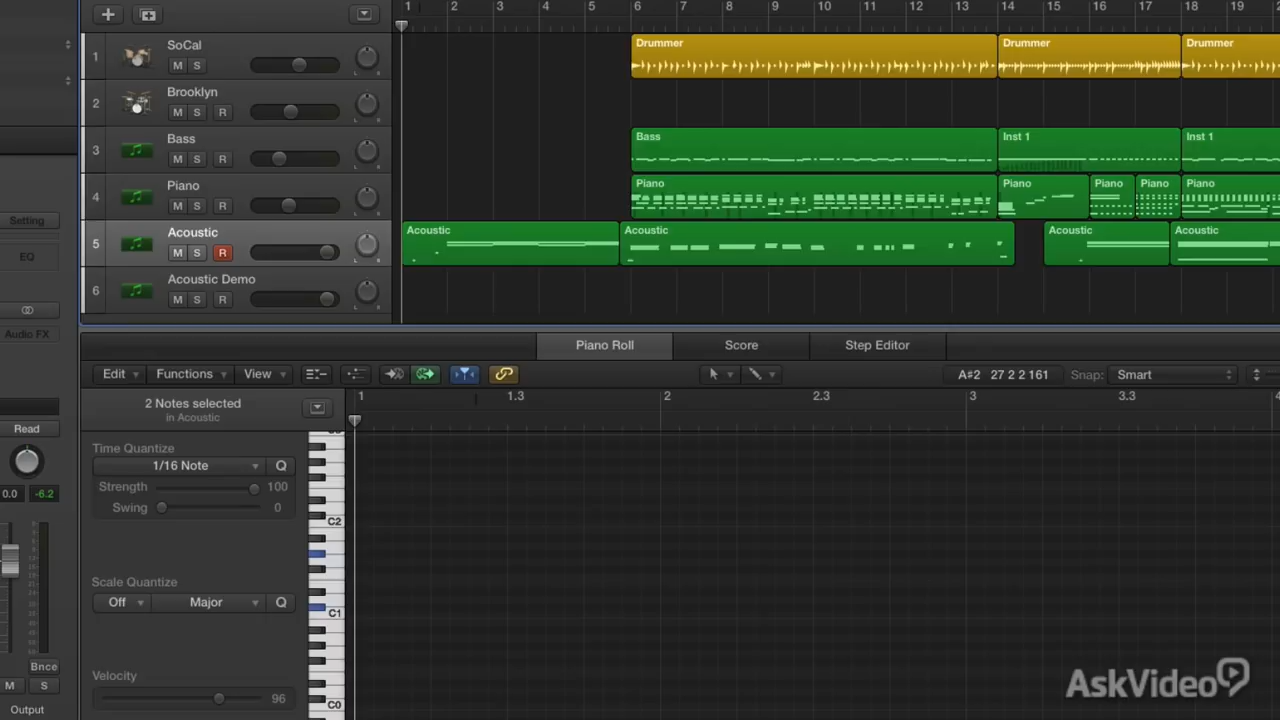 1 2 3 4 5 6 7 8 9 10 11 12 13 14 15 16 17 18 19
1 SoCal
M S
Drummer Drummer Drummer
2 Brooklyn
M S R
3 Bass
M S R
Bass Inst 1 Inst 1
4 Piano
M S R
Piano Piano Piano Piano Piano
5 Acoustic
M S R
Acoustic Acoustic Acoustic Acoustic
6 Acoustic Demo
M S R
Setting
EQ
Audio FX
Read
0.0 -6.2
Bnce
M S
Output
Piano Roll Score Step Editor
Edit Functions View
A#2 27 2 2 161 Snap: Smart
2 Notes selected
in Acoustic
1 1.3 2 2.3 3 3.3 4
Time Quantize
1/16 Note Q
Strength 100
Swing 0
Scale Quantize
Off Major Q
Velocity
96
C2
C1
C0
AskVideo